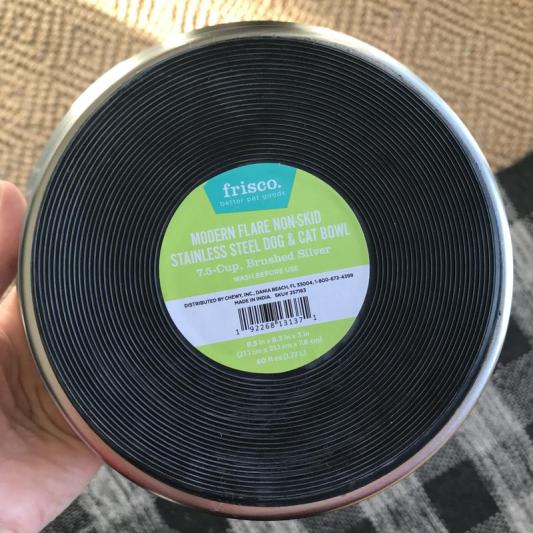 frisco.
better pet goods
MODERN FLARE NON-SKID
STAINLESS STEEL DOG & CAT BOWL
7.5-Cup, Brushed Silver
WASH BEFORE USE
DISTRIBUTED BY CHEWY, INC., DANIA BEACH, FL 33004, 1-800-672-4399
MADE IN INDIA. SKU# 257163
1 92268 13137 1
8.3 in x 8.3 in x 3 in
(21.1 cm x 21.1 cm x 7.6 cm)
60 fl oz (1.77 L)